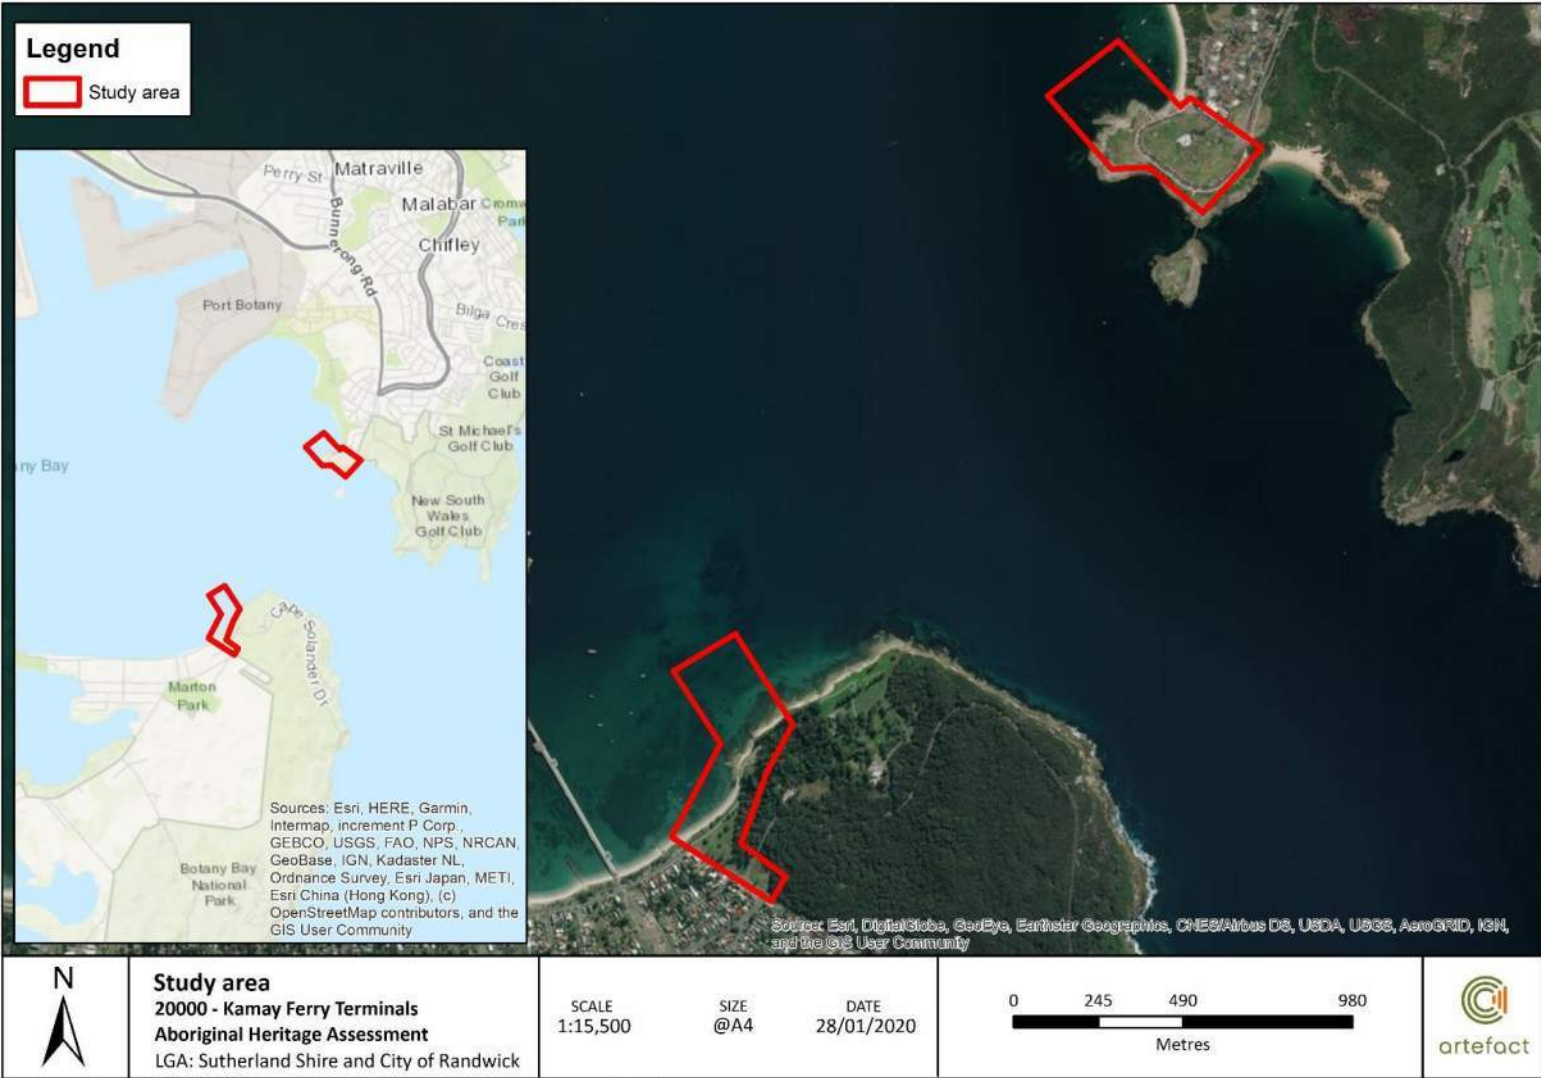 Legend
Study area
Perry St
Matraville
Malabar
Cromw
Park
Chifley
Bunnerong Rd
Port Botany
Bilga Cres
Coast
Golf
Club
St Michael's
Golf Club
ny Bay
New South
Wales
Golf Club
Cape Solander Dr
Marton
Park
Botany Bay
National
Park
Sources: Esri, HERE, Garmin,
Intermap, increment P Corp.,
GEBCO, USGS, FAO, NPS, NRCAN,
GeoBase, IGN, Kadaster NL,
Ordnance Survey, Esri Japan, METI,
Esri China (Hong Kong), (c)
OpenStreetMap contributors, and the
GIS User Community
Source: Esri, DigitalGlobe, GeoEye, Earthstar Geographics, CNES/Airbus DS, USDA, USGS, AeroGRID, IGN,
and the GIS User Community
N
Study area
20000 - Kamay Ferry Terminals
Aboriginal Heritage Assessment
LGA: Sutherland Shire and City of Randwick
SCALE
1:15,500
SIZE
@A4
DATE
28/01/2020
0 245 490 980
Metres
artefact